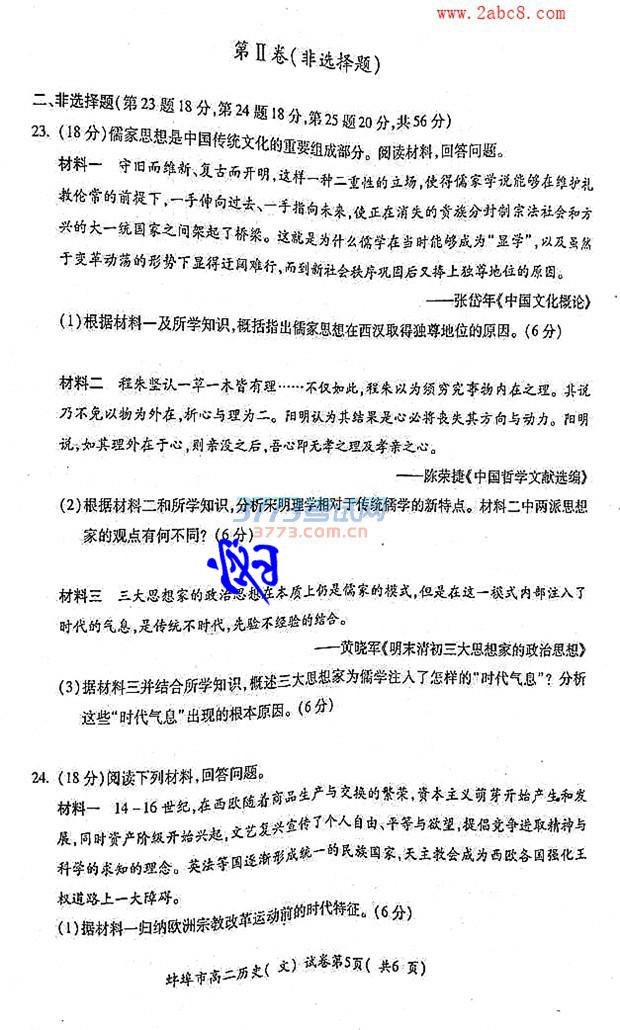 www.2abc8.com
第Ⅱ卷(非选择题)
二、非选择题(第23题18分,第24题18分,第25题20分,共56分)
23.(18分)儒家思想是中国传统文化的重要组成部分。阅读材料,回答问题。
材料一 守旧而维新、复古而开明,这样一种二重性的立场,使得儒家学说能够在维护礼
教伦常的前提下,一手伸向过去、一手指向未来,使正在消失的贵族分封制宗法社会和方
兴的大一统国家之间架起了桥梁。这就是为什么儒学在当时能够成为“显学”,以及虽然
于变革动荡的形势下显得迂阔难行,而到新社会秩序巩固后又捧上独尊地位的原因。
——张岱年《中国文化概论》
(1)根据材料一及所学知识,概括指出儒家思想在西汉取得独尊地位的原因。(6分)
材料二 程朱坚认一草一木皆有理……不仅如此,程朱以为须穷究事物内在之理。其说
乃不免以物为外在,析心与理为二。阳明认为其结果是心必将丧失其方向与动力。阳明
说,如其理外在于心,则亲没之后,吾心即无孝之理及孝亲之心。
——陈荣捷《中国哲学文献选编》
(2)根据材料二和所学知识,分析宋明理学相对于传统儒学的新特点。材料二中两派思想
家的观点有何不同?(6分)
3773考试网
3773.com.cn
材料三 三大思想家的政治思想在本质上仍是儒家的模式,但是在这一模式内部注入了
时代的气息,是传统不时代,先验不经验的结合。
——黄晓军《明末清初三大思想家的政治思想》
(3)据材料三并结合所学知识,概述三大思想家为儒学注入了怎样的“时代气息”?分析
这些“时代气息”出现的根本原因。(6分)
24.(18分)阅读下列材料,回答问题。
材料一 14-16世纪,在西欧随着商品生产与交换的繁荣,资本主义萌芽开始产生和发
展,同时资产阶级开始兴起,文艺复兴宣传了个人自由、平等与欲望,提倡竞争进取精神与
科学的求知的理念。英法等国逐渐形成统一的民族国家,天主教会成为西欧各国强化王
权道路上一大障碍。
(1)据材料一归纳欧洲宗教改革运动前的时代特征。(6分)
蚌埠市高二历史(文)试卷第5页(共6页)